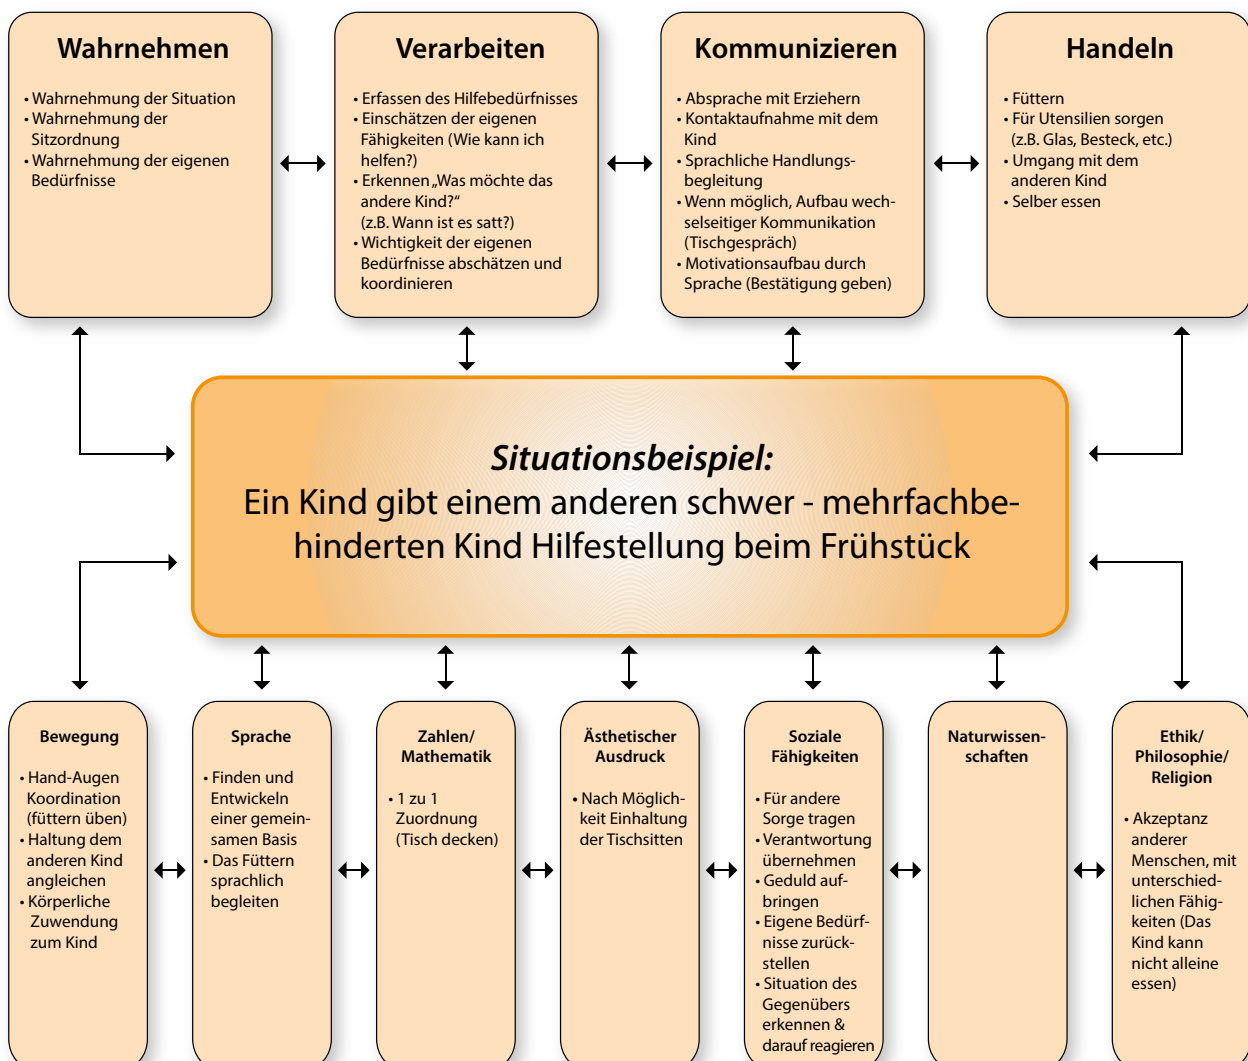 Wahrnehmen
• Wahrnehmung der Situation
• Wahrnehmung der
Sitzordnung
• Wahrnehmung der eigenen
Bedürfnisse
Verarbeiten
• Erfassen des Hilfebedürfnisses
• Einschätzen der eigenen
Fähigkeiten (Wie kann ich
helfen?)
• Erkennen „Was möchte das
andere Kind?“
(z.B. Wann ist es satt?)
• Wichtigkeit der eigenen
Bedürfnisse abschätzen und
koordinieren
Kommunizieren
• Absprache mit Erziehern
• Kontaktaufnahme mit dem
Kind
• Sprachliche Handlungs-
begleitung
• Wenn möglich, Aufbau wech-
selseitiger Kommunikation
(Tischgespräch)
• Motivationsaufbau durch
Sprache (Bestätigung geben)
Handeln
• Füttern
• Für Utensilien sorgen
(z.B. Glas, Besteck, etc.)
• Umgang mit dem
anderen Kind
• Selber essen
Situationsbeispiel:
Ein Kind gibt einem anderen schwer - mehrfachbe-
hinderten Kind Hilfestellung beim Frühstück
Bewegung
• Hand-Augen
Koordination
(füttern üben)
• Haltung dem
anderen Kind
angleichen
• Körperliche
Zuwendung
zum Kind
Sprache
• Finden und
Entwickeln
einer gemein-
samen Basis
• Das Füttern
sprachlich
begleiten
Zahlen/
Mathematik
• 1 zu 1
Zuordnung
(Tisch decken)
Ästhetischer
Ausdruck
• Nach Möglich-
keit Einhaltung
der Tischsitten
Soziale
Fähigkeiten
• Für andere
Sorge tragen
• Verantwortung
übernehmen
• Geduld auf-
bringen
• Eigene Bedürf-
nisse zurück-
stellen
• Situation des
Gegenübers
erkennen &
darauf reagieren
Naturwissen-
schaften
Ethik/
Philosophie/
Religion
• Akzeptanz
anderer
Menschen, mit
unterschied-
lichen Fähig-
keiten (Das
Kind kann
nicht alleine
essen)